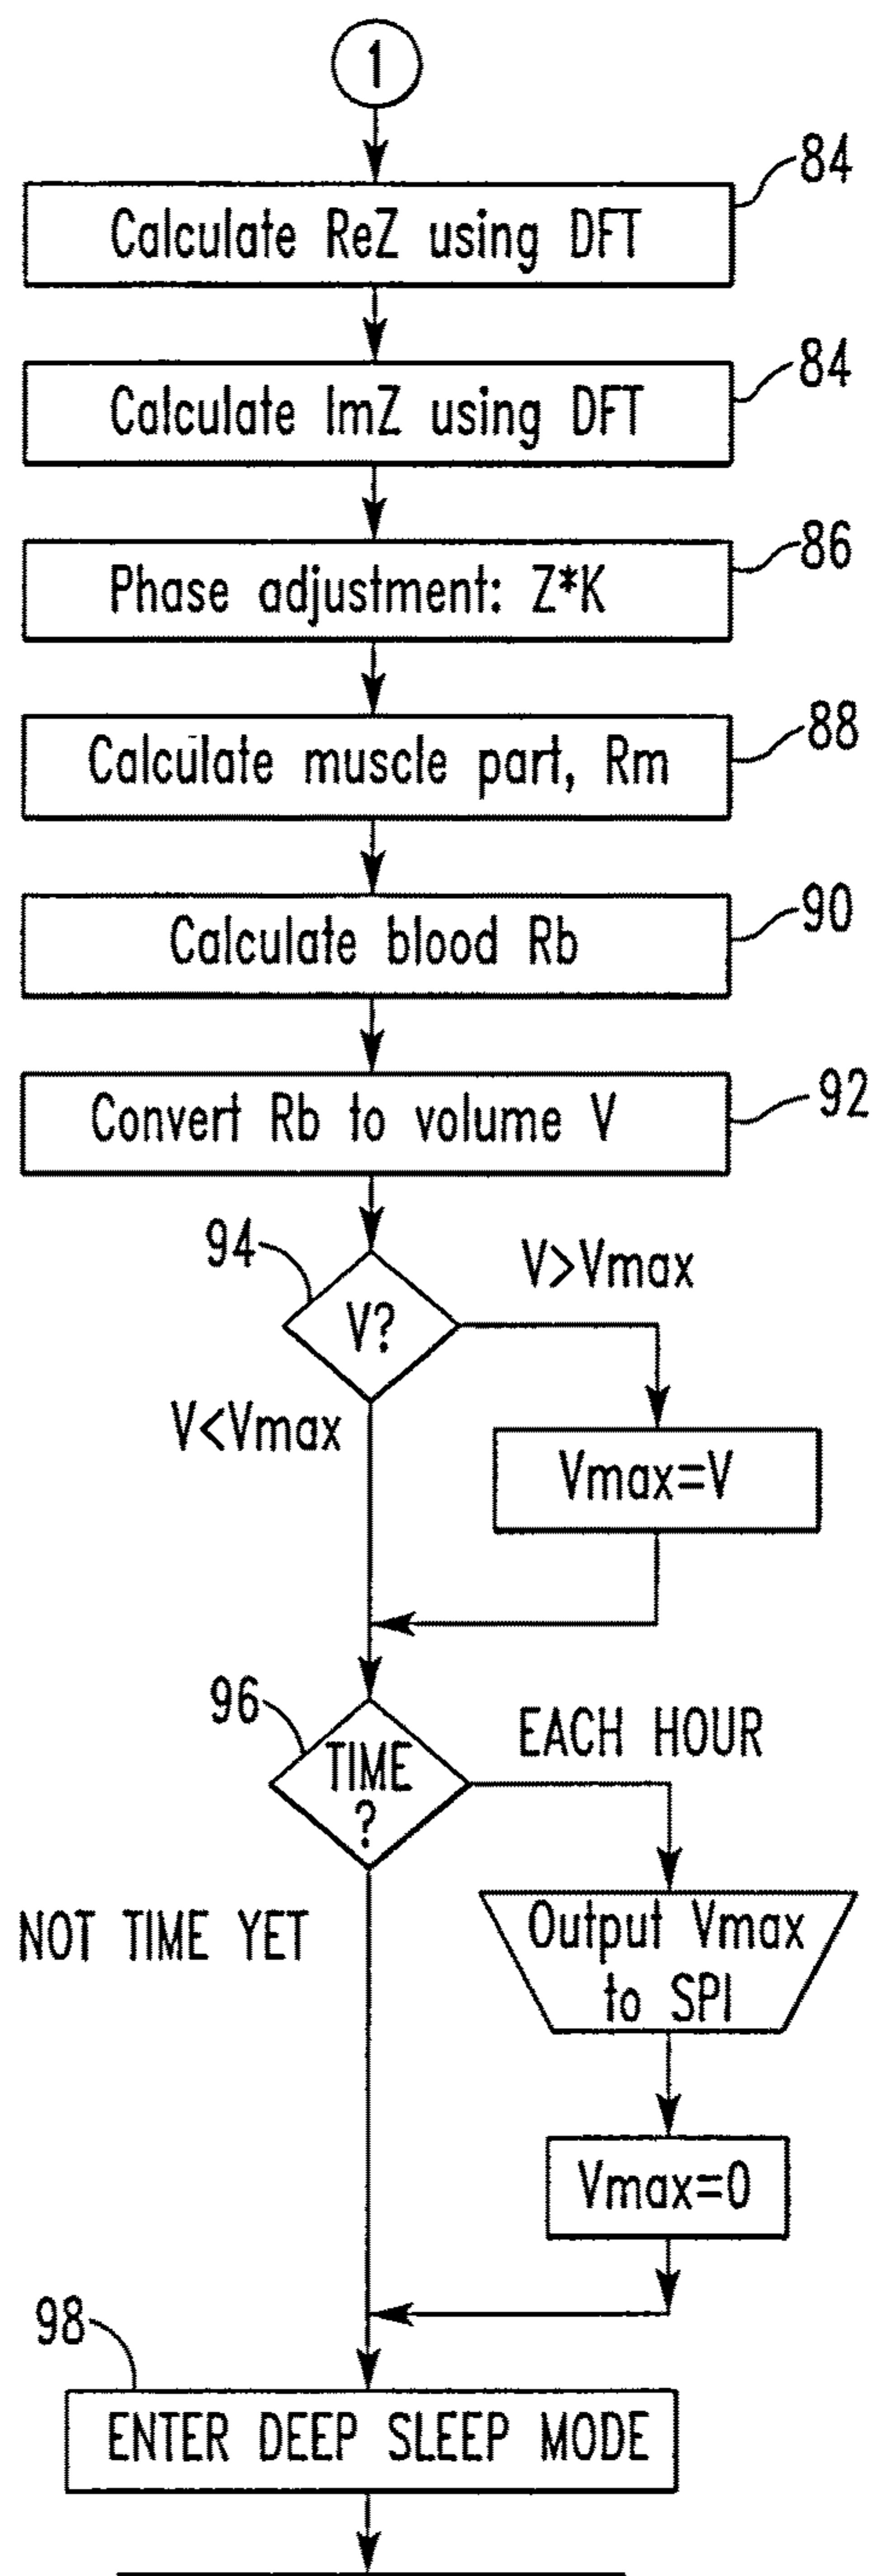 1
84
Calculate ReZ using DFT
84
Calculate ImZ using DFT
86
Phase adjustment: Z*K
88
Calculate muscle part, Rm
90
Calculate blood Rb
92
Convert Rb to volume V
94
V>Vmax
V?
V<Vmax
Vmax=V
96
EACH HOUR
TIME
?
Output Vmax
to SPI
NOT TIME YET
Vmax=0
98
ENTER DEEP SLEEP MODE